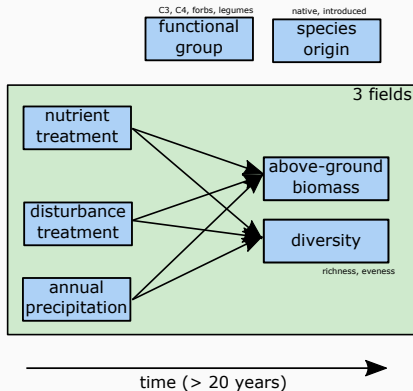 C3, C4, forbs, legumes
functional
group
native, introduced
species
origin
3 fields
nutrient
treatment
disturbance
treatment
annual
precipitation
above-ground
biomass
diversity
richness, eveness
time (> 20 years)